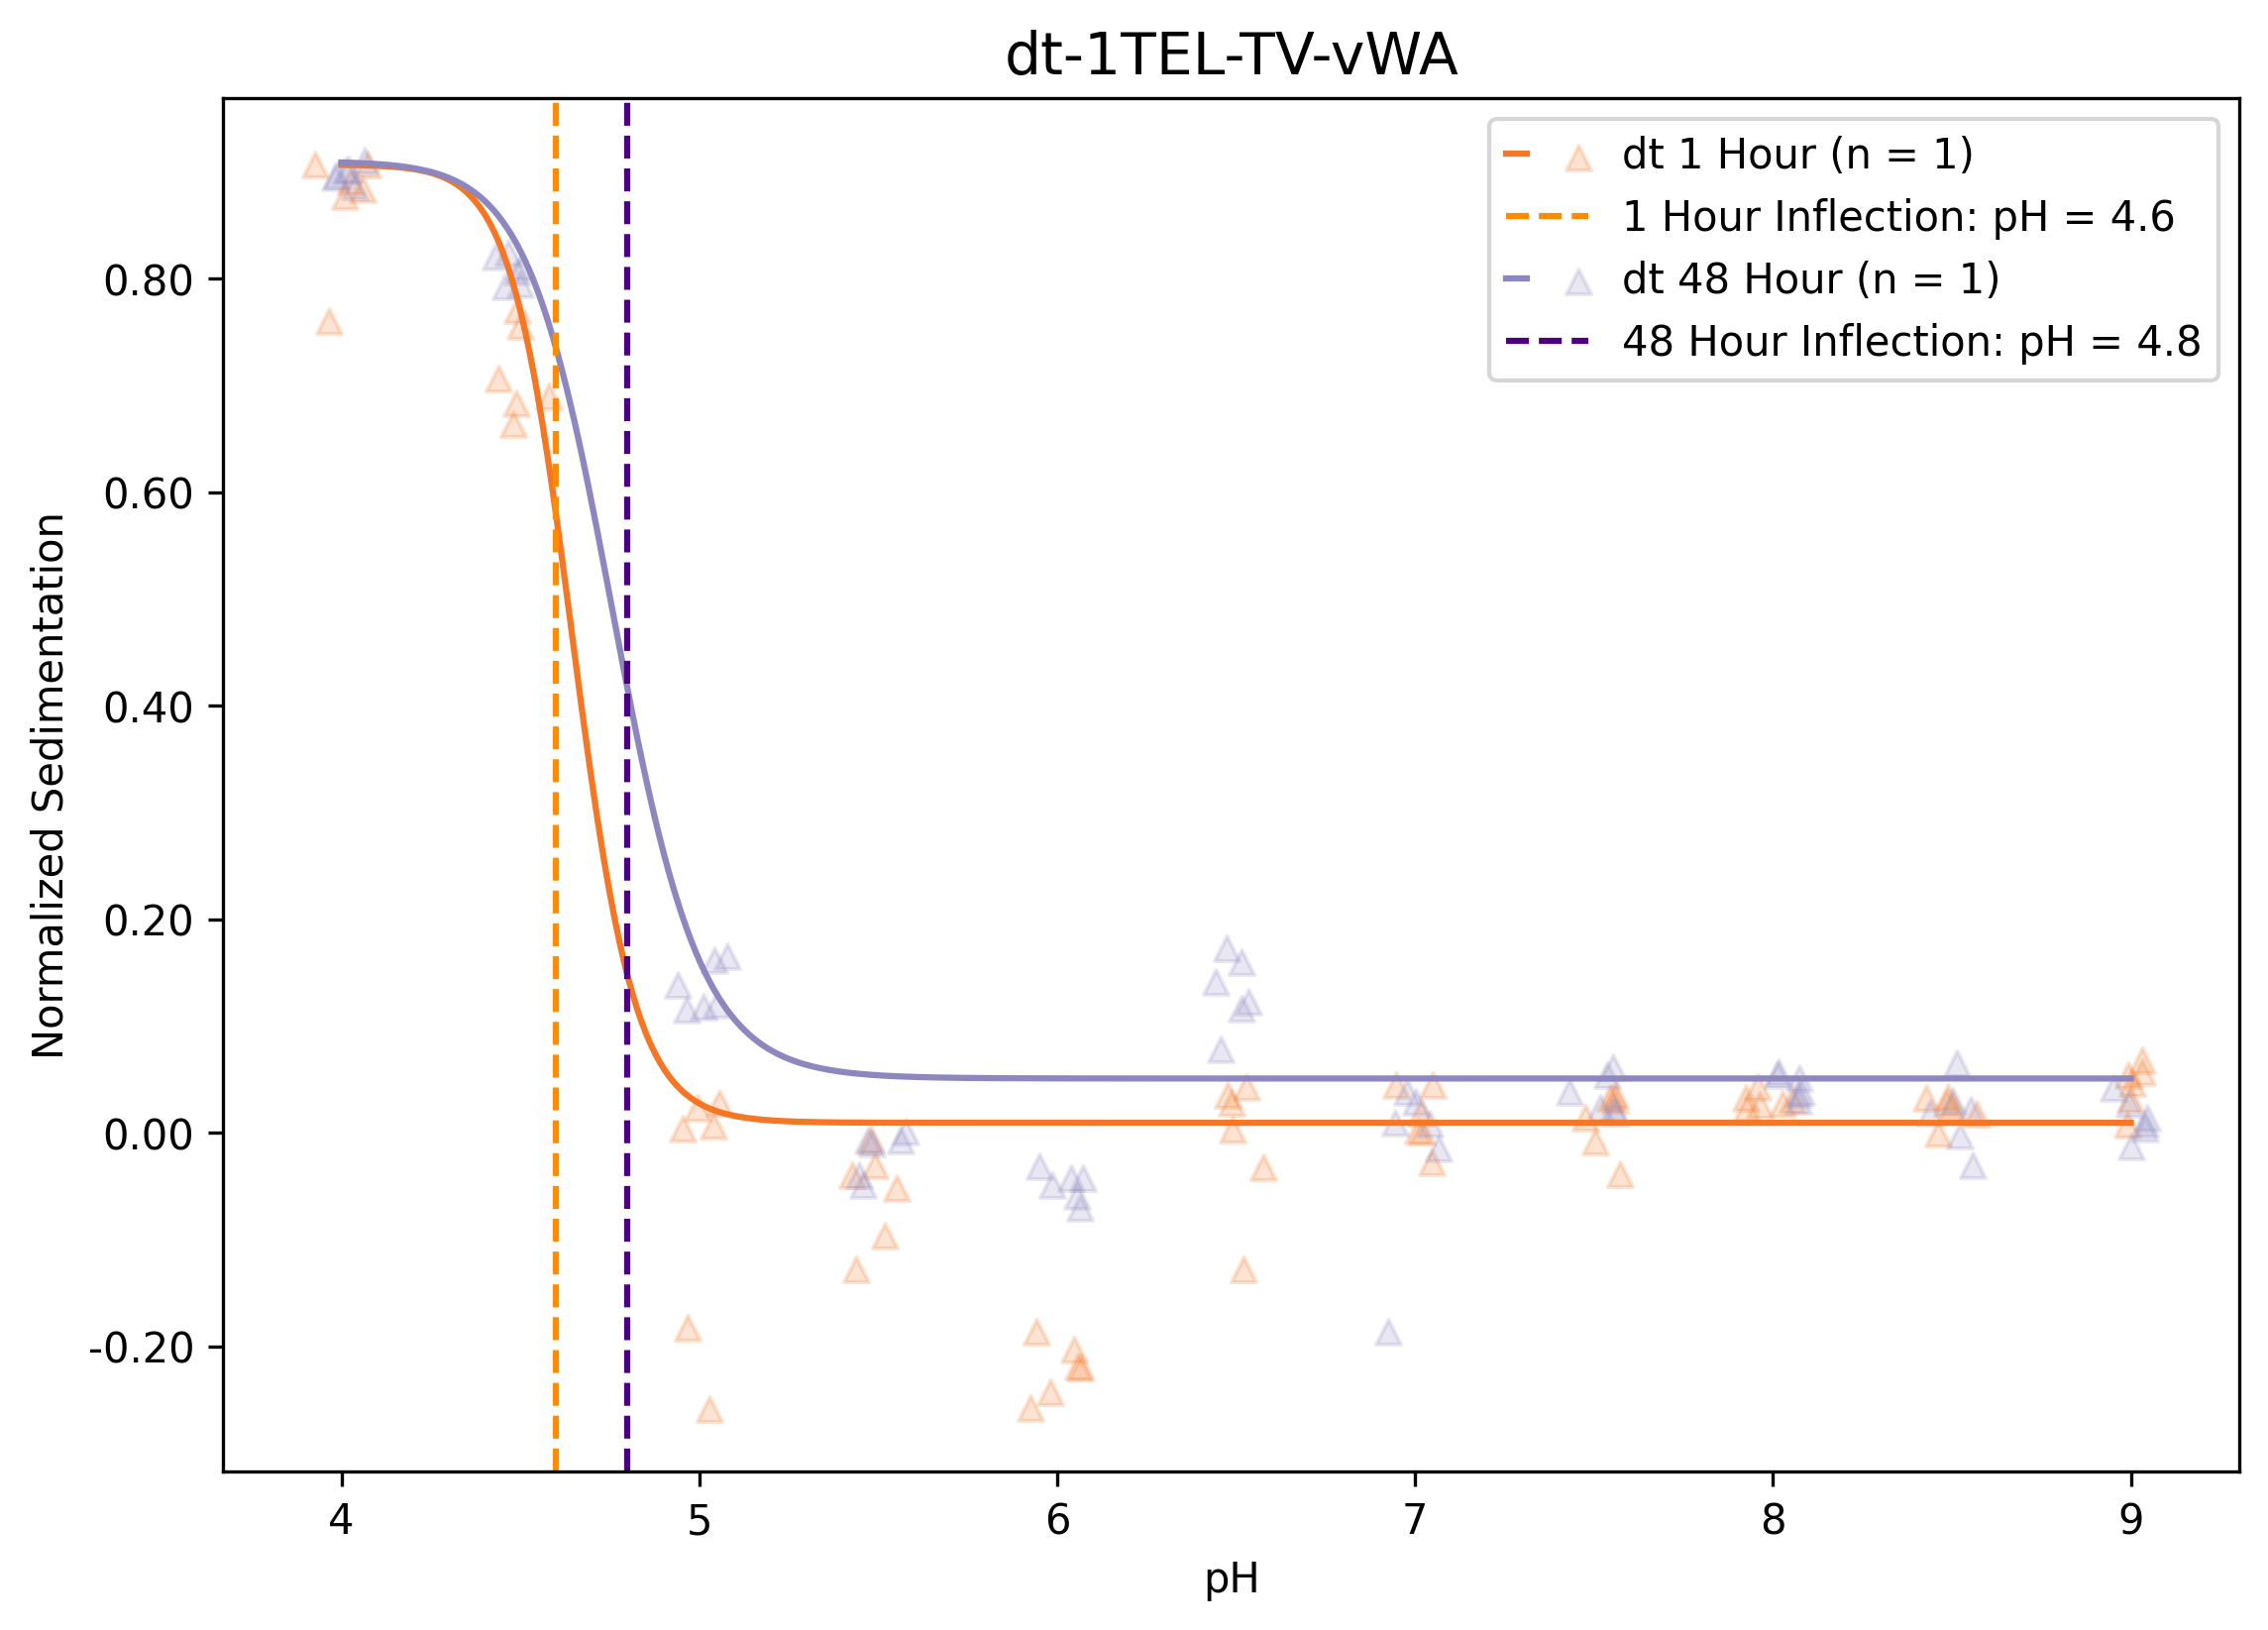 dt-1TEL-TV-vWA
dt 1 Hour (n = 1)
1 Hour Inflection: pH = 4.6
dt 48 Hour (n = 1)
48 Hour Inflection: pH = 4.8
Normalized Sedimentation
0.80
0.60
0.40
0.20
0.00
-0.20
4 5 6 7 8 9
pH